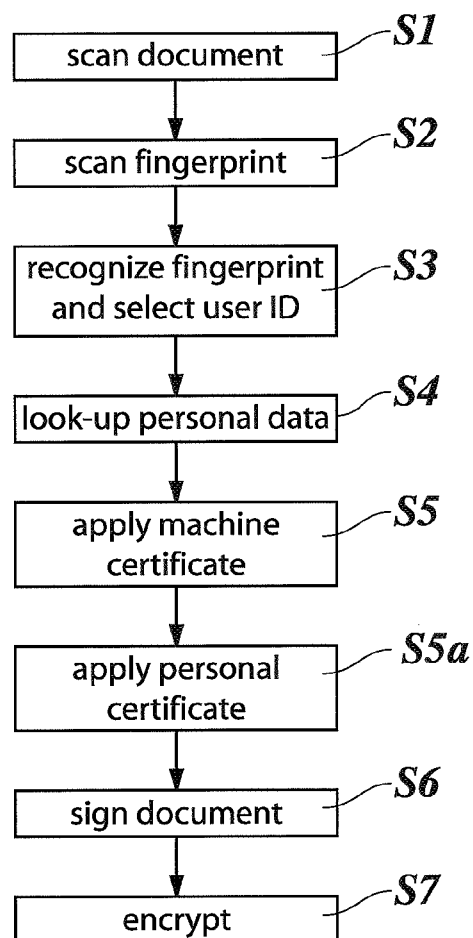 S1
scan document
S2
scan fingerprint
S3
recognize fingerprint
and select user ID
S4
look-up personal data
S5
apply machine
certificate
S5a
apply personal
certificate
S6
sign document
S7
encrypt